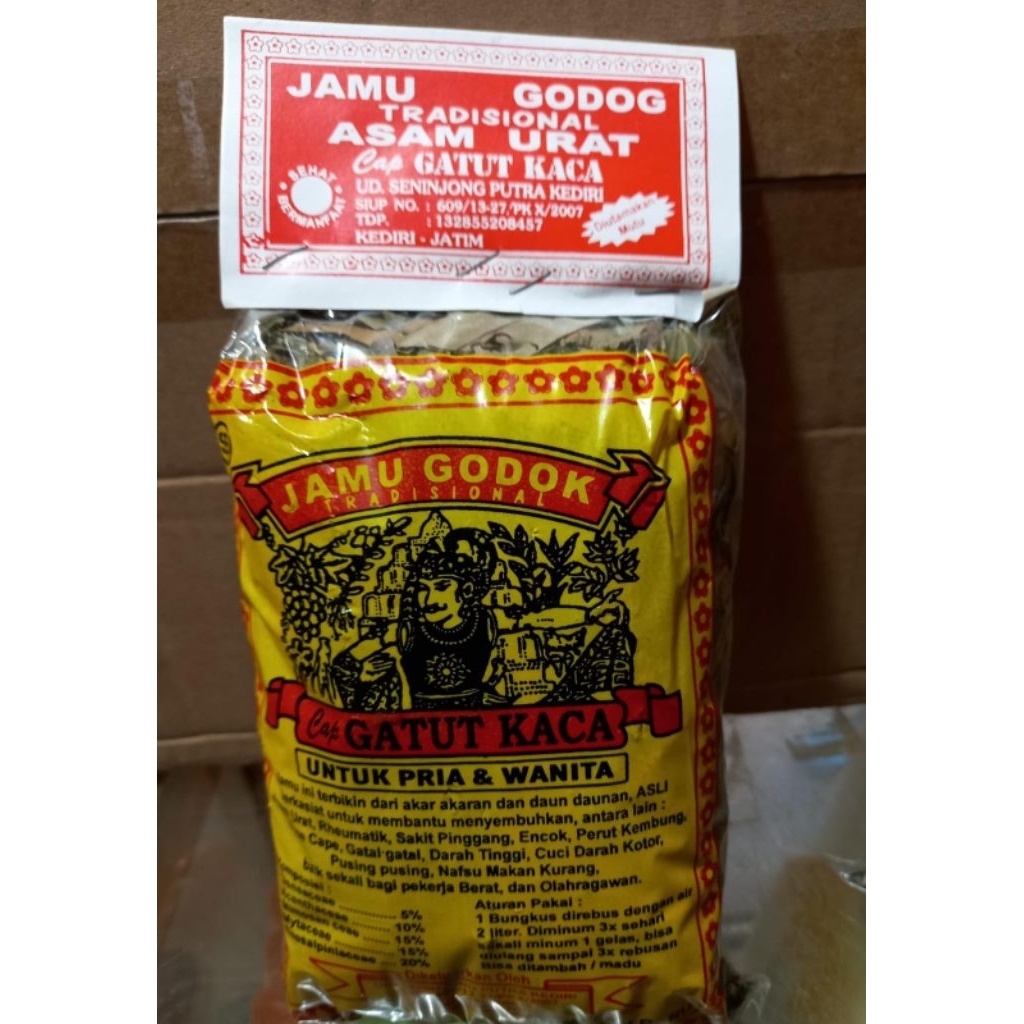 JAMU GODOG
TRADISIONAL
ASAM URAT
Cap GATUT KACA
UD. SENINJONG PUTRA KEDIRI
SIUP NO. : 609/13-27/PK X/2007
TDP. : 132855208457
KEDIRI - JATIM
SEHAT BERMANFAAT
Diutamakan
Mutu
JAMU GODOK
TRADISIONAL
Cap GATUT KACA
UNTUK PRIA & WANITA
ini terbikin dari akar akaran dan daun daunan, ASLI
untuk membantu menyembuhkan, antara lain :
Urat, Rheumatik, Sakit Pinggang, Encok, Perut Kembung,
Cape, Gatal gatal, Darah Tinggi, Cuci Darah Kotor,
Pusing pusing, Nafsu Makan Kurang,
baik sekali bagi pekerja Berat, dan Olahragawan.
5%
10%
15%
15%
20%
Aturan Pakai :
1 Bungkus direbus dengan air
2 liter. Diminum 3x sehari
sekali minum 1 gelas, bisa
diulang sampai 3x rebusan
Bisa ditambah / madu
Oleh
PUTRA KEDIRI